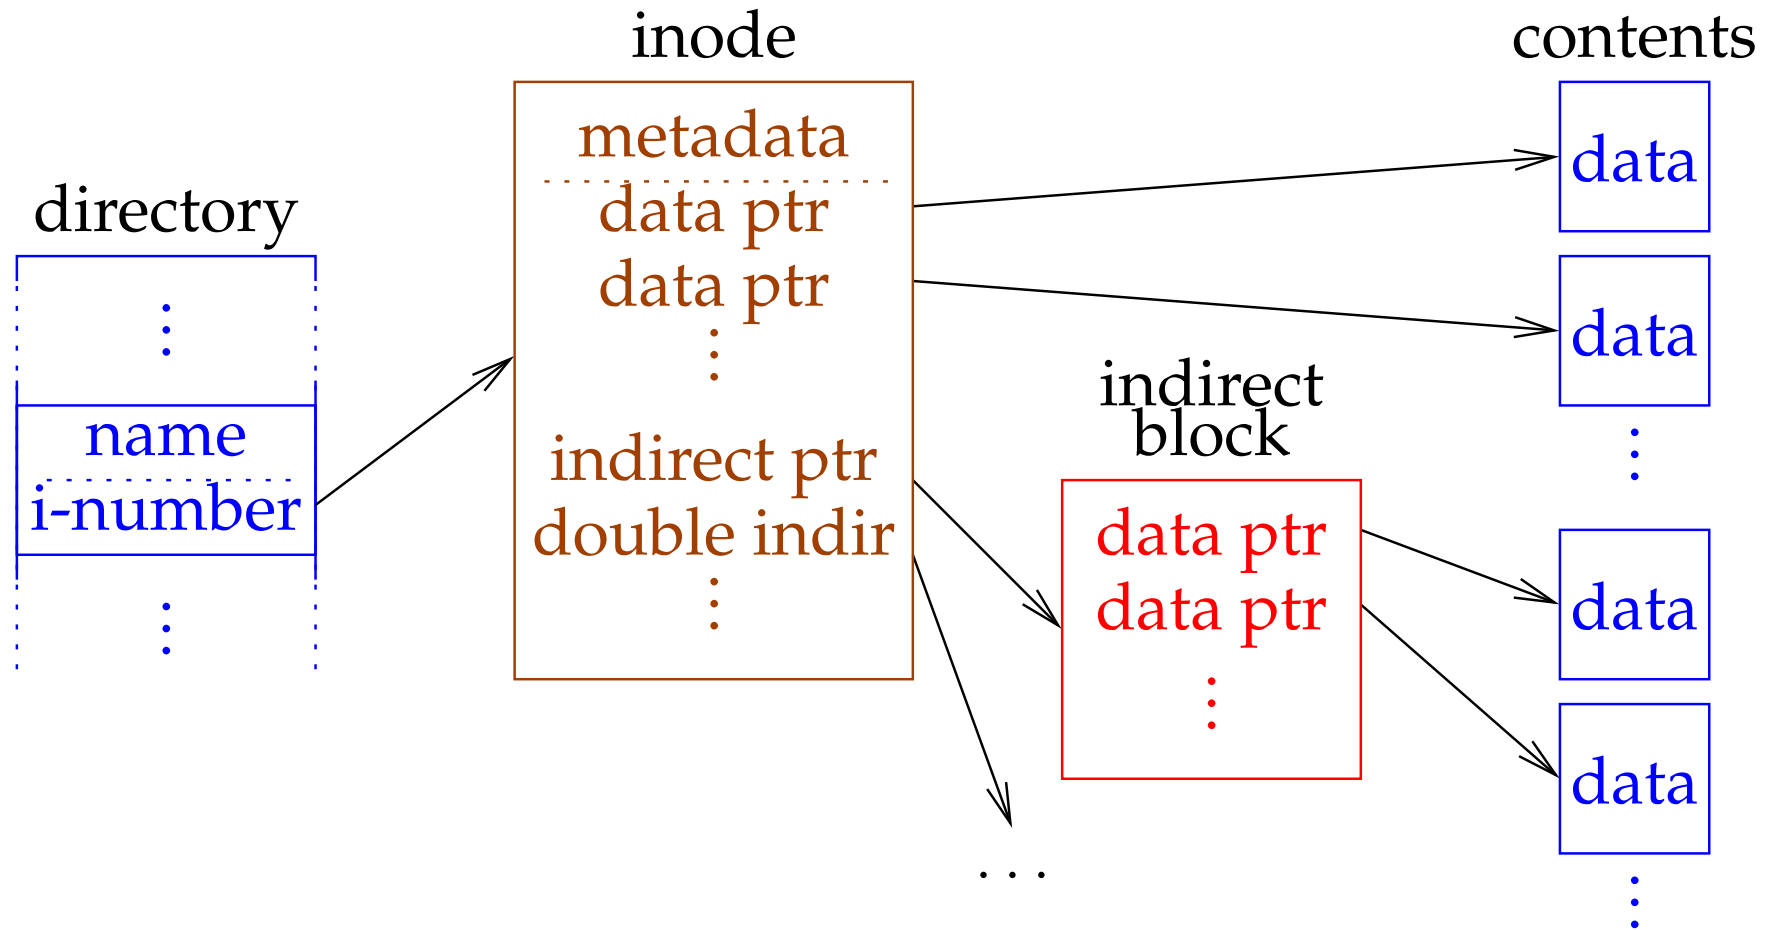 directory
⋮
name
i-number
⋮
inode
metadata
data ptr
data ptr
⋮
indirect ptr
double indir
⋮
. . .
indirect
block
data ptr
data ptr
⋮
contents
data
data
⋮
data
data
⋮